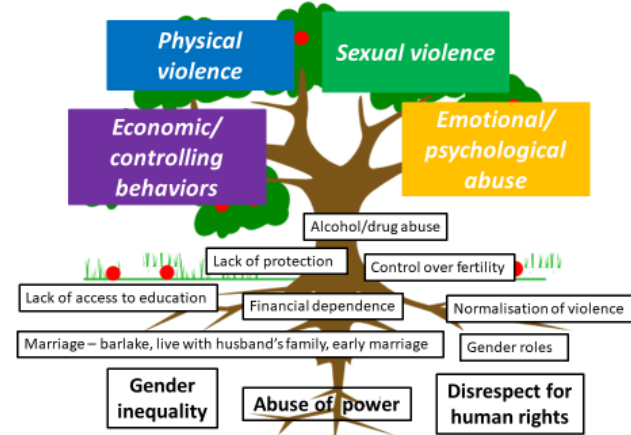 Physical
violence
Sexual violence
Economic/
controlling
behaviors
Emotional/
psychological
abuse
Alcohol/drug abuse
Lack of protection
Control over fertility
Lack of access to education
Financial dependence
Normalisation of violence
Marriage – barlake, live with husband's family, early marriage
Gender roles
Gender
inequality
Abuse of power
Disrespect for
human rights